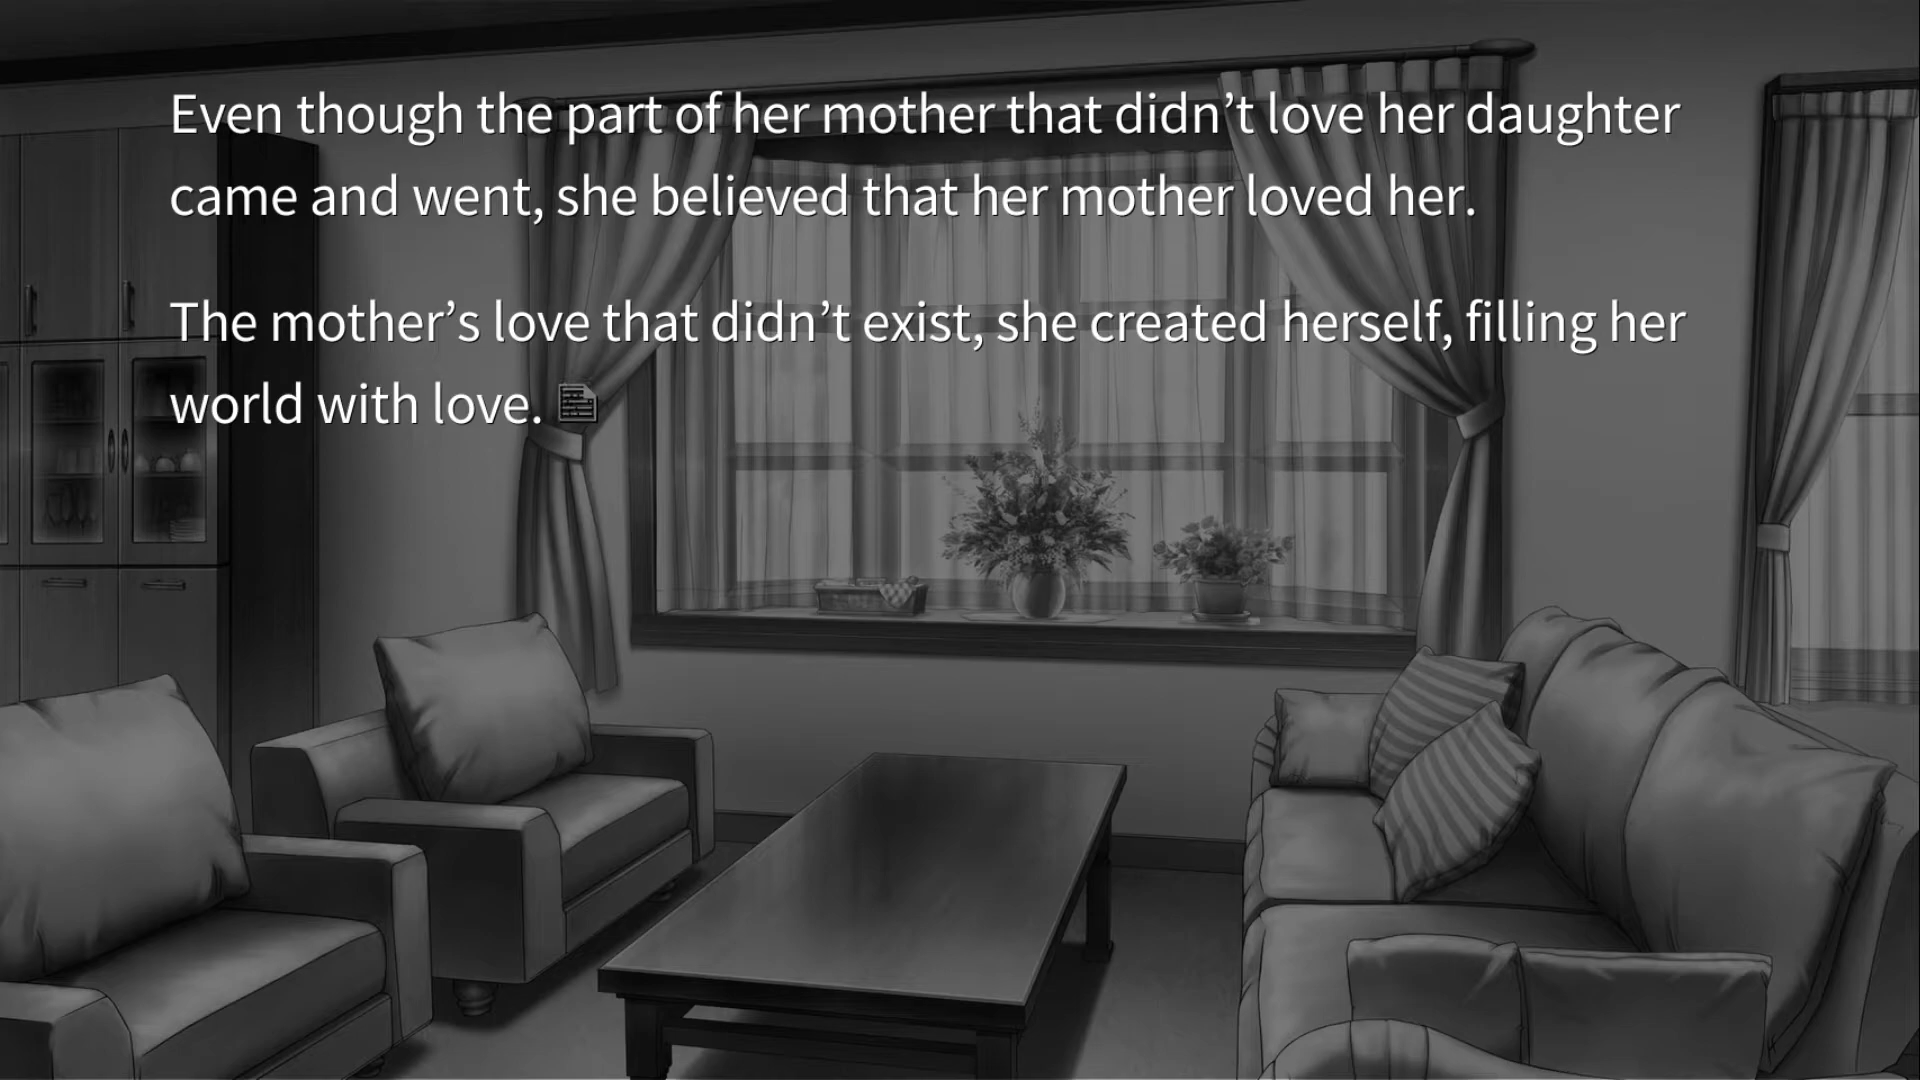 Even though the part of her mother that didn’t love her daughter
came and went, she believed that her mother loved her.
The mother’s love that didn’t exist, she created herself, filling her
world with love.